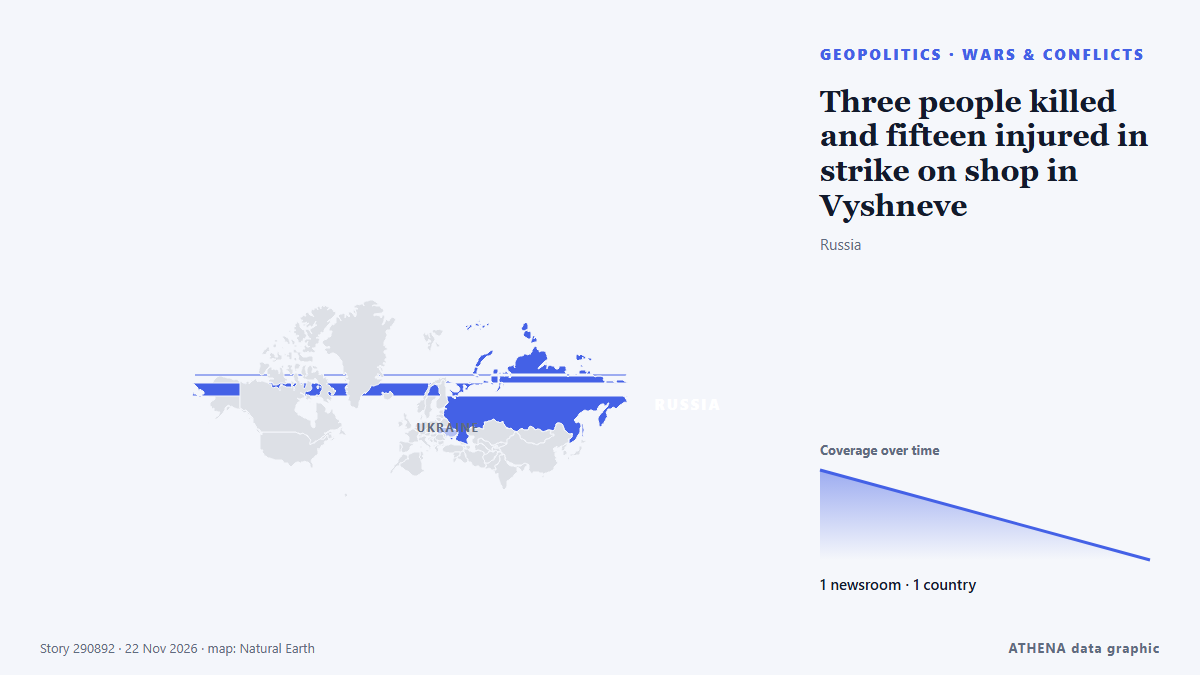 GEOPOLITICS · WARS & CONFLICTS
Three people killed
and fifteen injured in
strike on shop in
Vyshneve
Russia
RUSSIA
UKRAINE
Coverage over time
1 newsroom · 1 country
Story 290892 · 22 Nov 2026 · map: Natural Earth
ATHENA data graphic